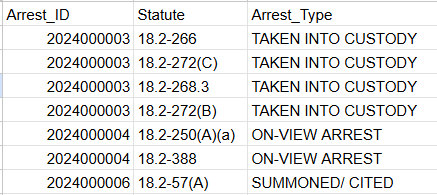 Arrest_ID Statute Arrest_Type
2024000003 18.2-266 TAKEN INTO CUSTODY
2024000003 18.2-272(C) TAKEN INTO CUSTODY
2024000003 18.2-268.3 TAKEN INTO CUSTODY
2024000003 18.2-272(B) TAKEN INTO CUSTODY
2024000004 18.2-250(A)(a) ON-VIEW ARREST
2024000004 18.2-388 ON-VIEW ARREST
2024000006 18.2-57(A) SUMMONED/ CITED